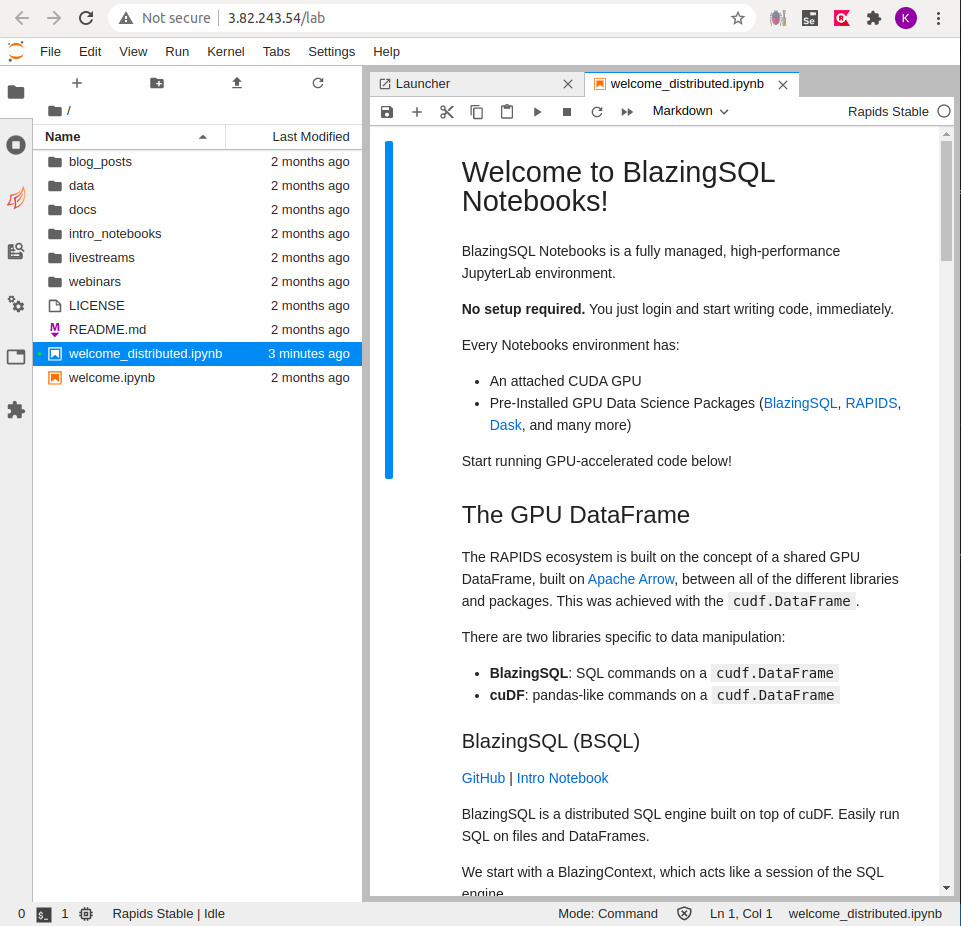 Not secure 3.82.243.54/lab
Se
K
File Edit View Run Kernel Tabs Settings Help
Launcher welcome_distributed.ipynb
Markdown Rapids Stable
/
Name Last Modified
blog_posts 2 months ago
data 2 months ago
docs 2 months ago
intro_notebooks 2 months ago
livestreams 2 months ago
webinars 2 months ago
LICENSE 2 months ago
M README.md 2 months ago
welcome_distributed.ipynb 3 minutes ago
welcome.ipynb 2 months ago
Welcome to BlazingSQL
Notebooks!
BlazingSQL Notebooks is a fully managed, high-performance
JupyterLab environment.
No setup required. You just login and start writing code, immediately.
Every Notebooks environment has:
• An attached CUDA GPU
• Pre-Installed GPU Data Science Packages (BlazingSQL, RAPIDS,
Dask, and many more)
Start running GPU-accelerated code below!
The GPU DataFrame
The RAPIDS ecosystem is built on the concept of a shared GPU
DataFrame, built on Apache Arrow, between all of the different libraries
and packages. This was achieved with the cudf.DataFrame.
There are two libraries specific to data manipulation:
• BlazingSQL: SQL commands on a cudf.DataFrame
• cuDF: pandas-like commands on a cudf.DataFrame
BlazingSQL (BSQL)
GitHub | Intro Notebook
BlazingSQL is a distributed SQL engine built on top of cuDF. Easily run
SQL on files and DataFrames.
We start with a BlazingContext, which acts like a session of the SQL
engine
0 $_ 1 Rapids Stable | Idle Mode: Command Ln 1, Col 1 welcome_distributed.ipynb